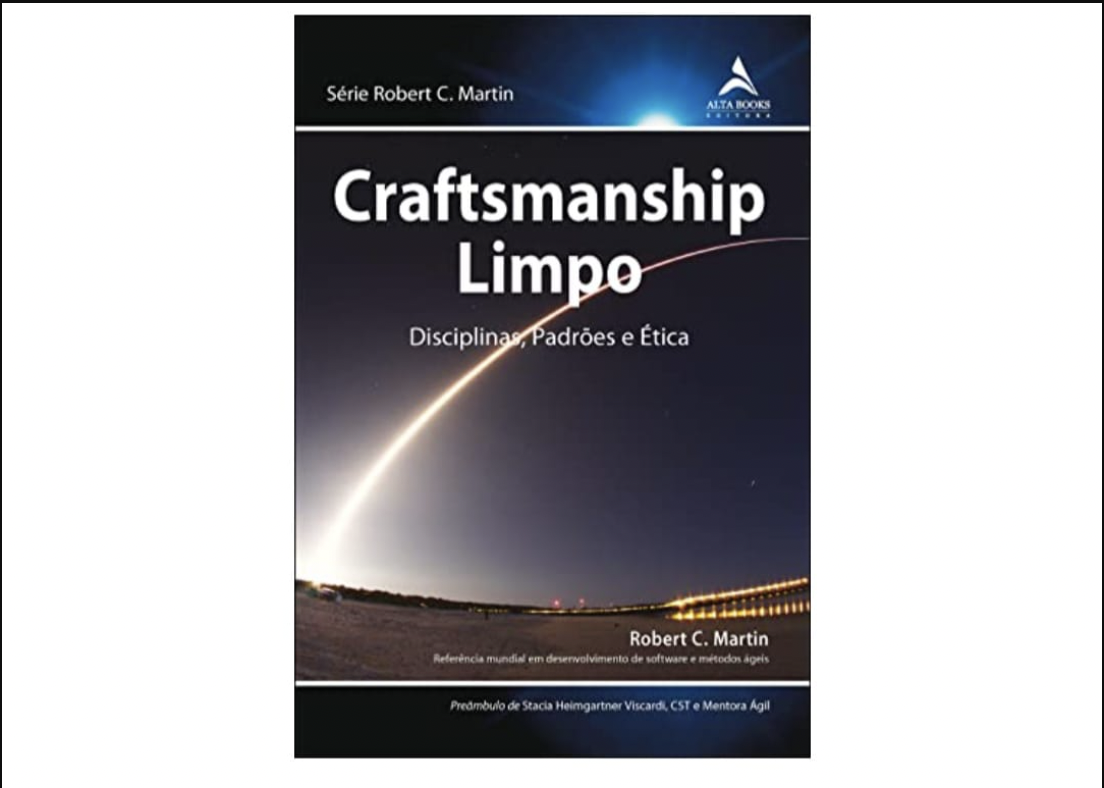 Série Robert C. Martin
ALTA BOOKS
EDITORA
Craftsmanship
Limpo
Disciplinas, Padrões e Ética
Robert C. Martin
Referência mundial em desenvolvimento de software e métodos ágeis
Preâmbulo de Stacia Heimgartner Viscardi, CST e Mentora Ágil